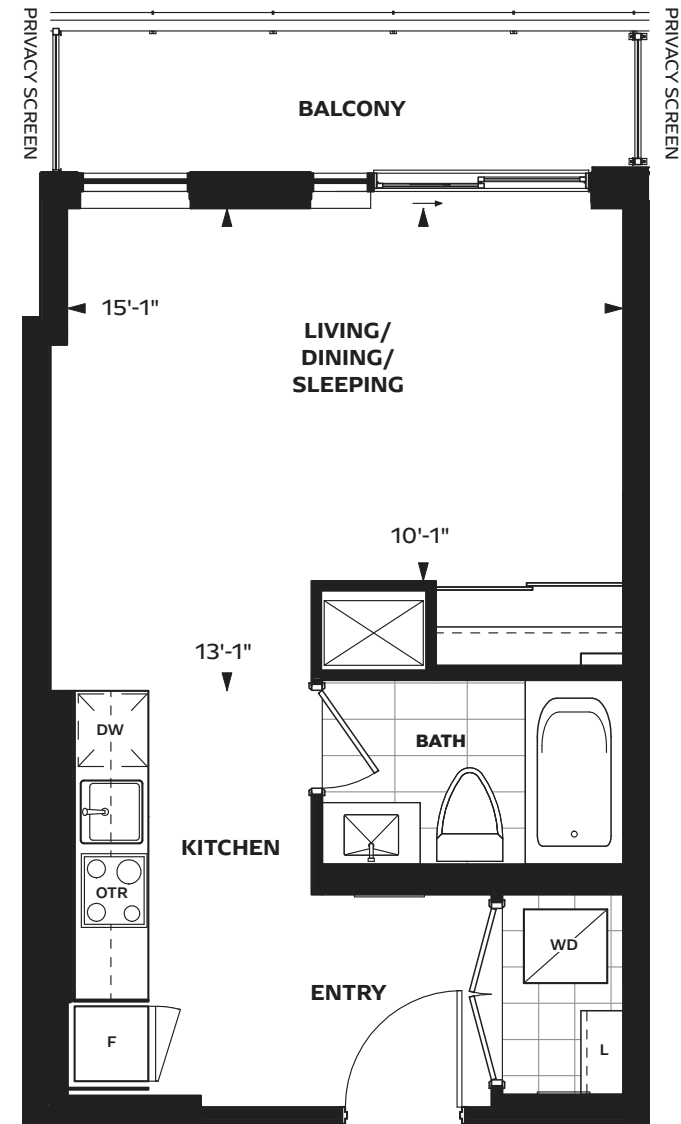 PRIVACY SCREEN
PRIVACY SCREEN
BALCONY
15'-1"
LIVING/
DINING/
SLEEPING
10'-1"
13'-1"
DW
BATH
KITCHEN
OTR
WD
ENTRY
F
L